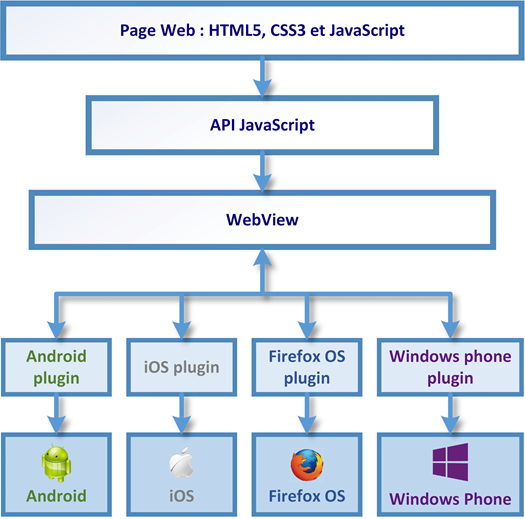 Page Web : HTML5, CSS3 et JavaScript
API JavaScript
WebView
Android
plugin
iOS plugin
Firefox OS
plugin
Windows phone
plugin
Android
iOS
Firefox OS
Windows Phone